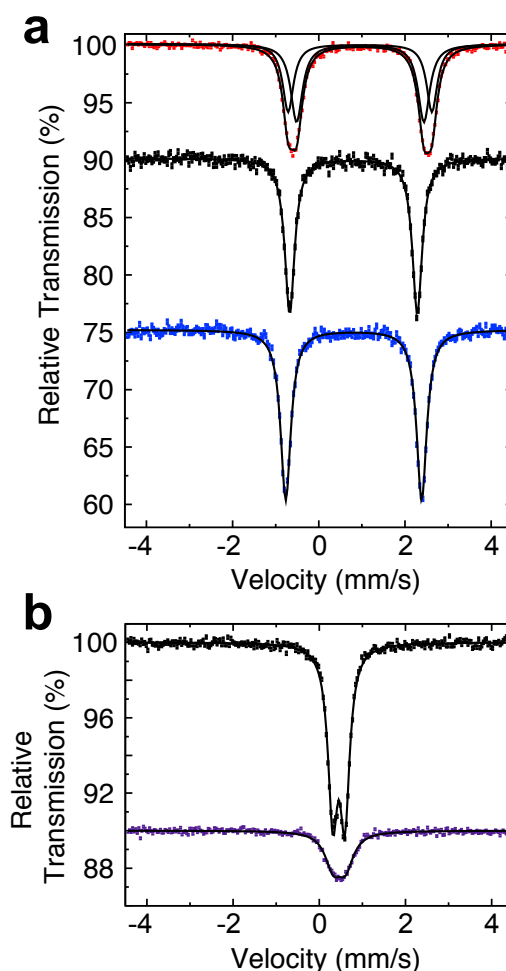 a
100
95
90
85
80
75
70
65
60
Relative Transmission (%)
-4 -2 0 2 4
Velocity (mm/s)
b
100
96
92
90
88
Relative
Transmission (%)
-4 -2 0 2 4
Velocity (mm/s)